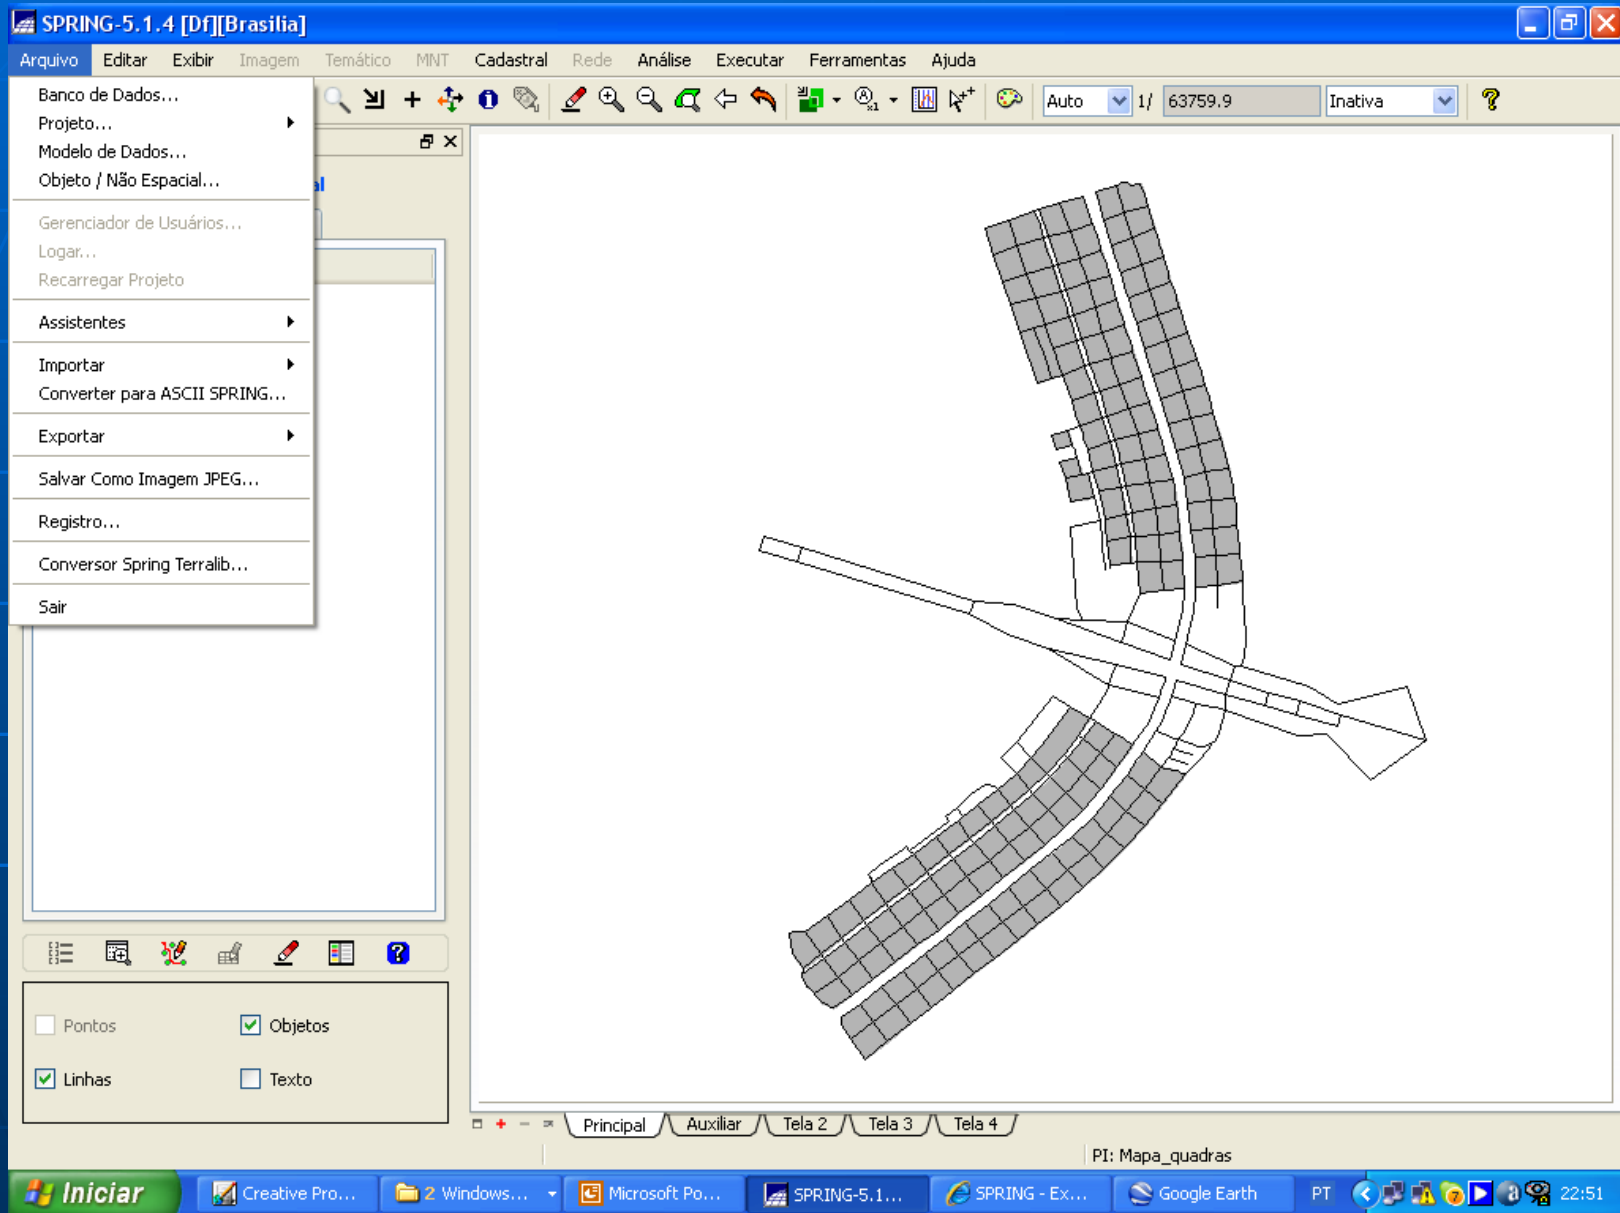 SPRING-5.1.4 [Df][Brasilia]
Arquivo Editar Exibir Imagem Temático MNT Cadastral Rede Análise Executar Ferramentas Ajuda
Auto 1/ 63759.9 Inativa
Banco de Dados...
Projeto...
Modelo de Dados...
Objeto / Não Espacial...
Gerenciador de Usuários...
Logar...
Recarregar Projeto
Assistentes
Importar
Converter para ASCII SPRING...
Exportar
Salvar Como Imagem JPEG...
Registro...
Conversor Spring Terralib...
Sair
Pontos Objetos
Linhas Texto
Principal Auxiliar Tela 2 Tela 3 Tela 4
PI: Mapa_quadras
Iniciar Creative Pro... 2 Windows... Microsoft Po... SPRING-5.1... SPRING - Ex... Google Earth PT 22:51